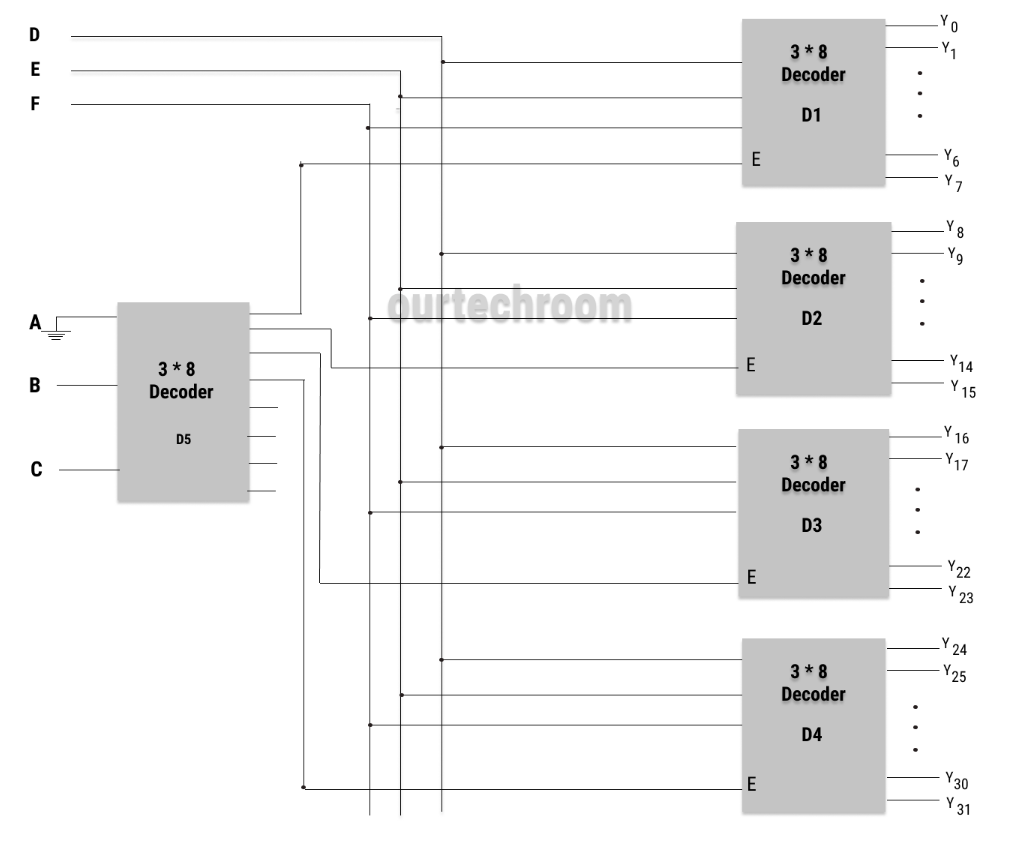 D
E
F
A
B
C
3 * 8
Decoder
D5
3 * 8
Decoder
D1
E
Y0
Y1
Y6
Y7
3 * 8
Decoder
D2
E
Y8
Y9
Y14
Y15
ourtechroom
3 * 8
Decoder
D3
E
Y16
Y17
Y22
Y23
3 * 8
Decoder
D4
E
Y24
Y25
Y30
Y31